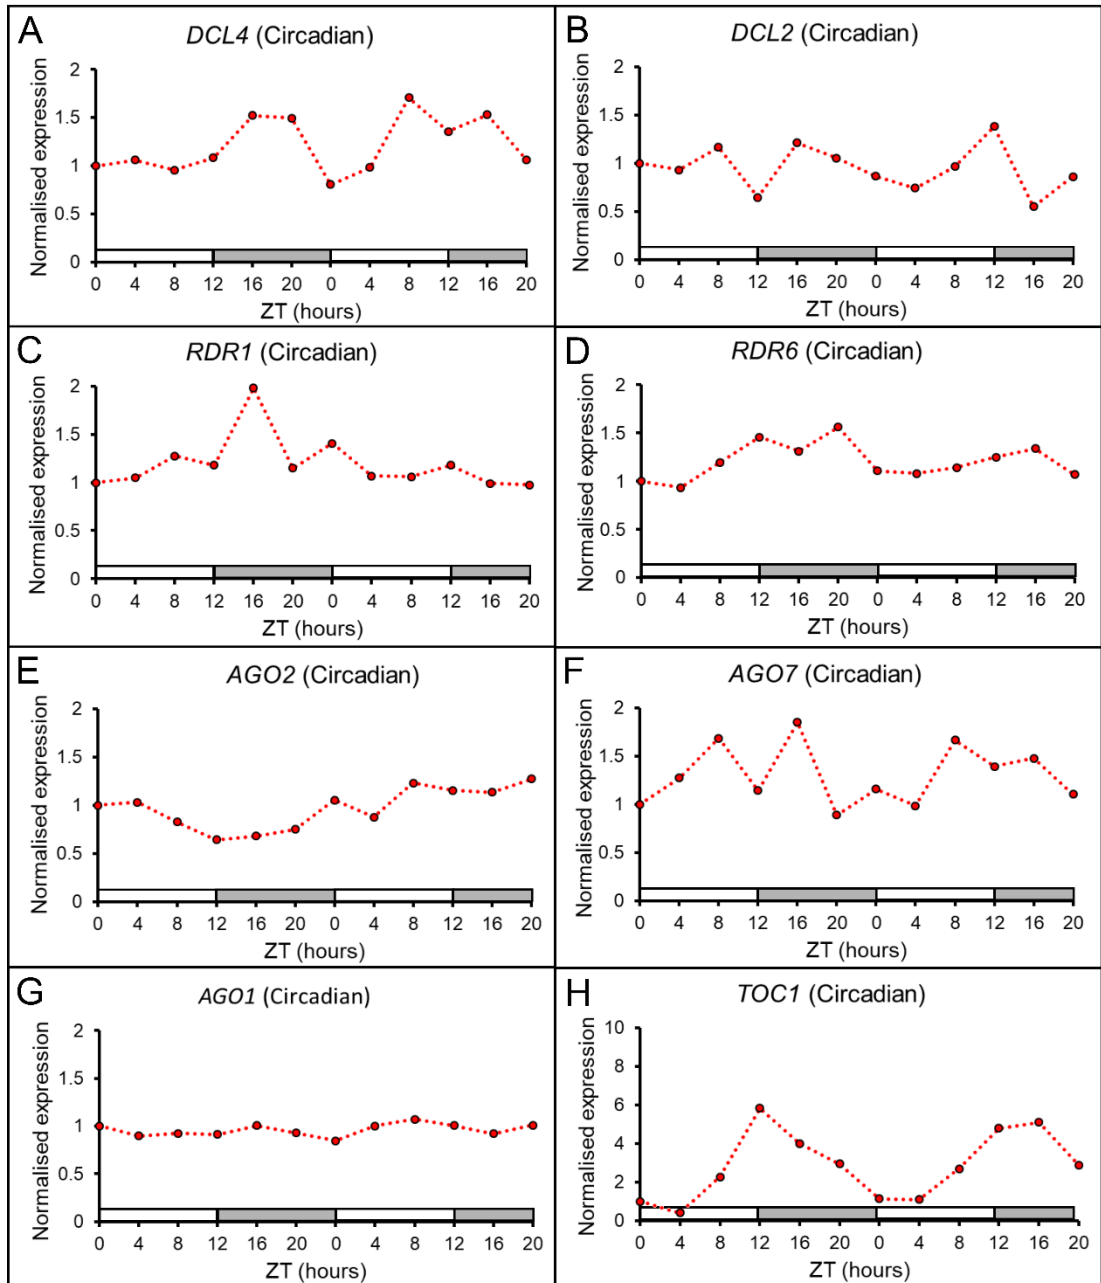 A
DCL4 (Circadian)
Normalised expression
2
1.5
1
0.5
0
0 4 8 12 16 20 0 4 8 12 16 20
ZT (hours)
B
DCL2 (Circadian)
Normalised expression
2
1.5
1
0.5
0
0 4 8 12 16 20 0 4 8 12 16 20
ZT (hours)
C
RDR1 (Circadian)
Normalised expression
2
1.5
1
0.5
0
0 4 8 12 16 20 0 4 8 12 16 20
ZT (hours)
D
RDR6 (Circadian)
Normalised expression
2
1.5
1
0.5
0
0 4 8 12 16 20 0 4 8 12 16 20
ZT (hours)
E
AGO2 (Circadian)
Normalised expression
2
1.5
1
0.5
0
0 4 8 12 16 20 0 4 8 12 16 20
ZT (hours)
F
AGO7 (Circadian)
Normalised expression
2
1.5
1
0.5
0
0 4 8 12 16 20 0 4 8 12 16 20
ZT (hours)
G
AGO1 (Circadian)
Normalised expression
2
1.5
1
0.5
0
0 4 8 12 16 20 0 4 8 12 16 20
ZT (hours)
H
TOC1 (Circadian)
Normalised expression
10
8
6
4
2
0
0 4 8 12 16 20 0 4 8 12 16 20
ZT (hours)